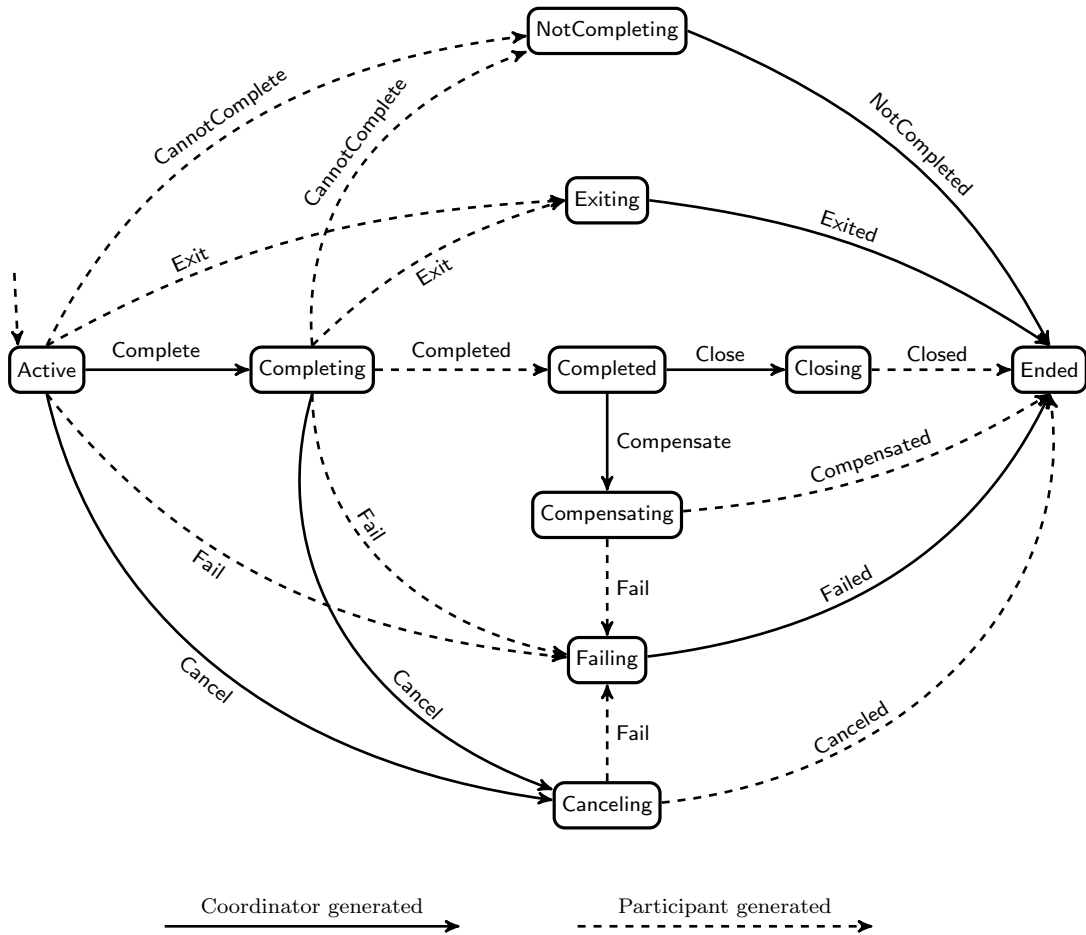 NotCompleting
CannotComplete
CannotComplete
NotCompleted
Exiting
Exit
Exit
Exited
Active
Complete
Completing
Completed
Completed
Close
Closing
Closed
Ended
Compensate
Compensated
Compensating
Fail
Fail
Fail
Failed
Failing
Cancel
Cancel
Fail
Canceled
Canceling
Coordinator generated
Participant generated